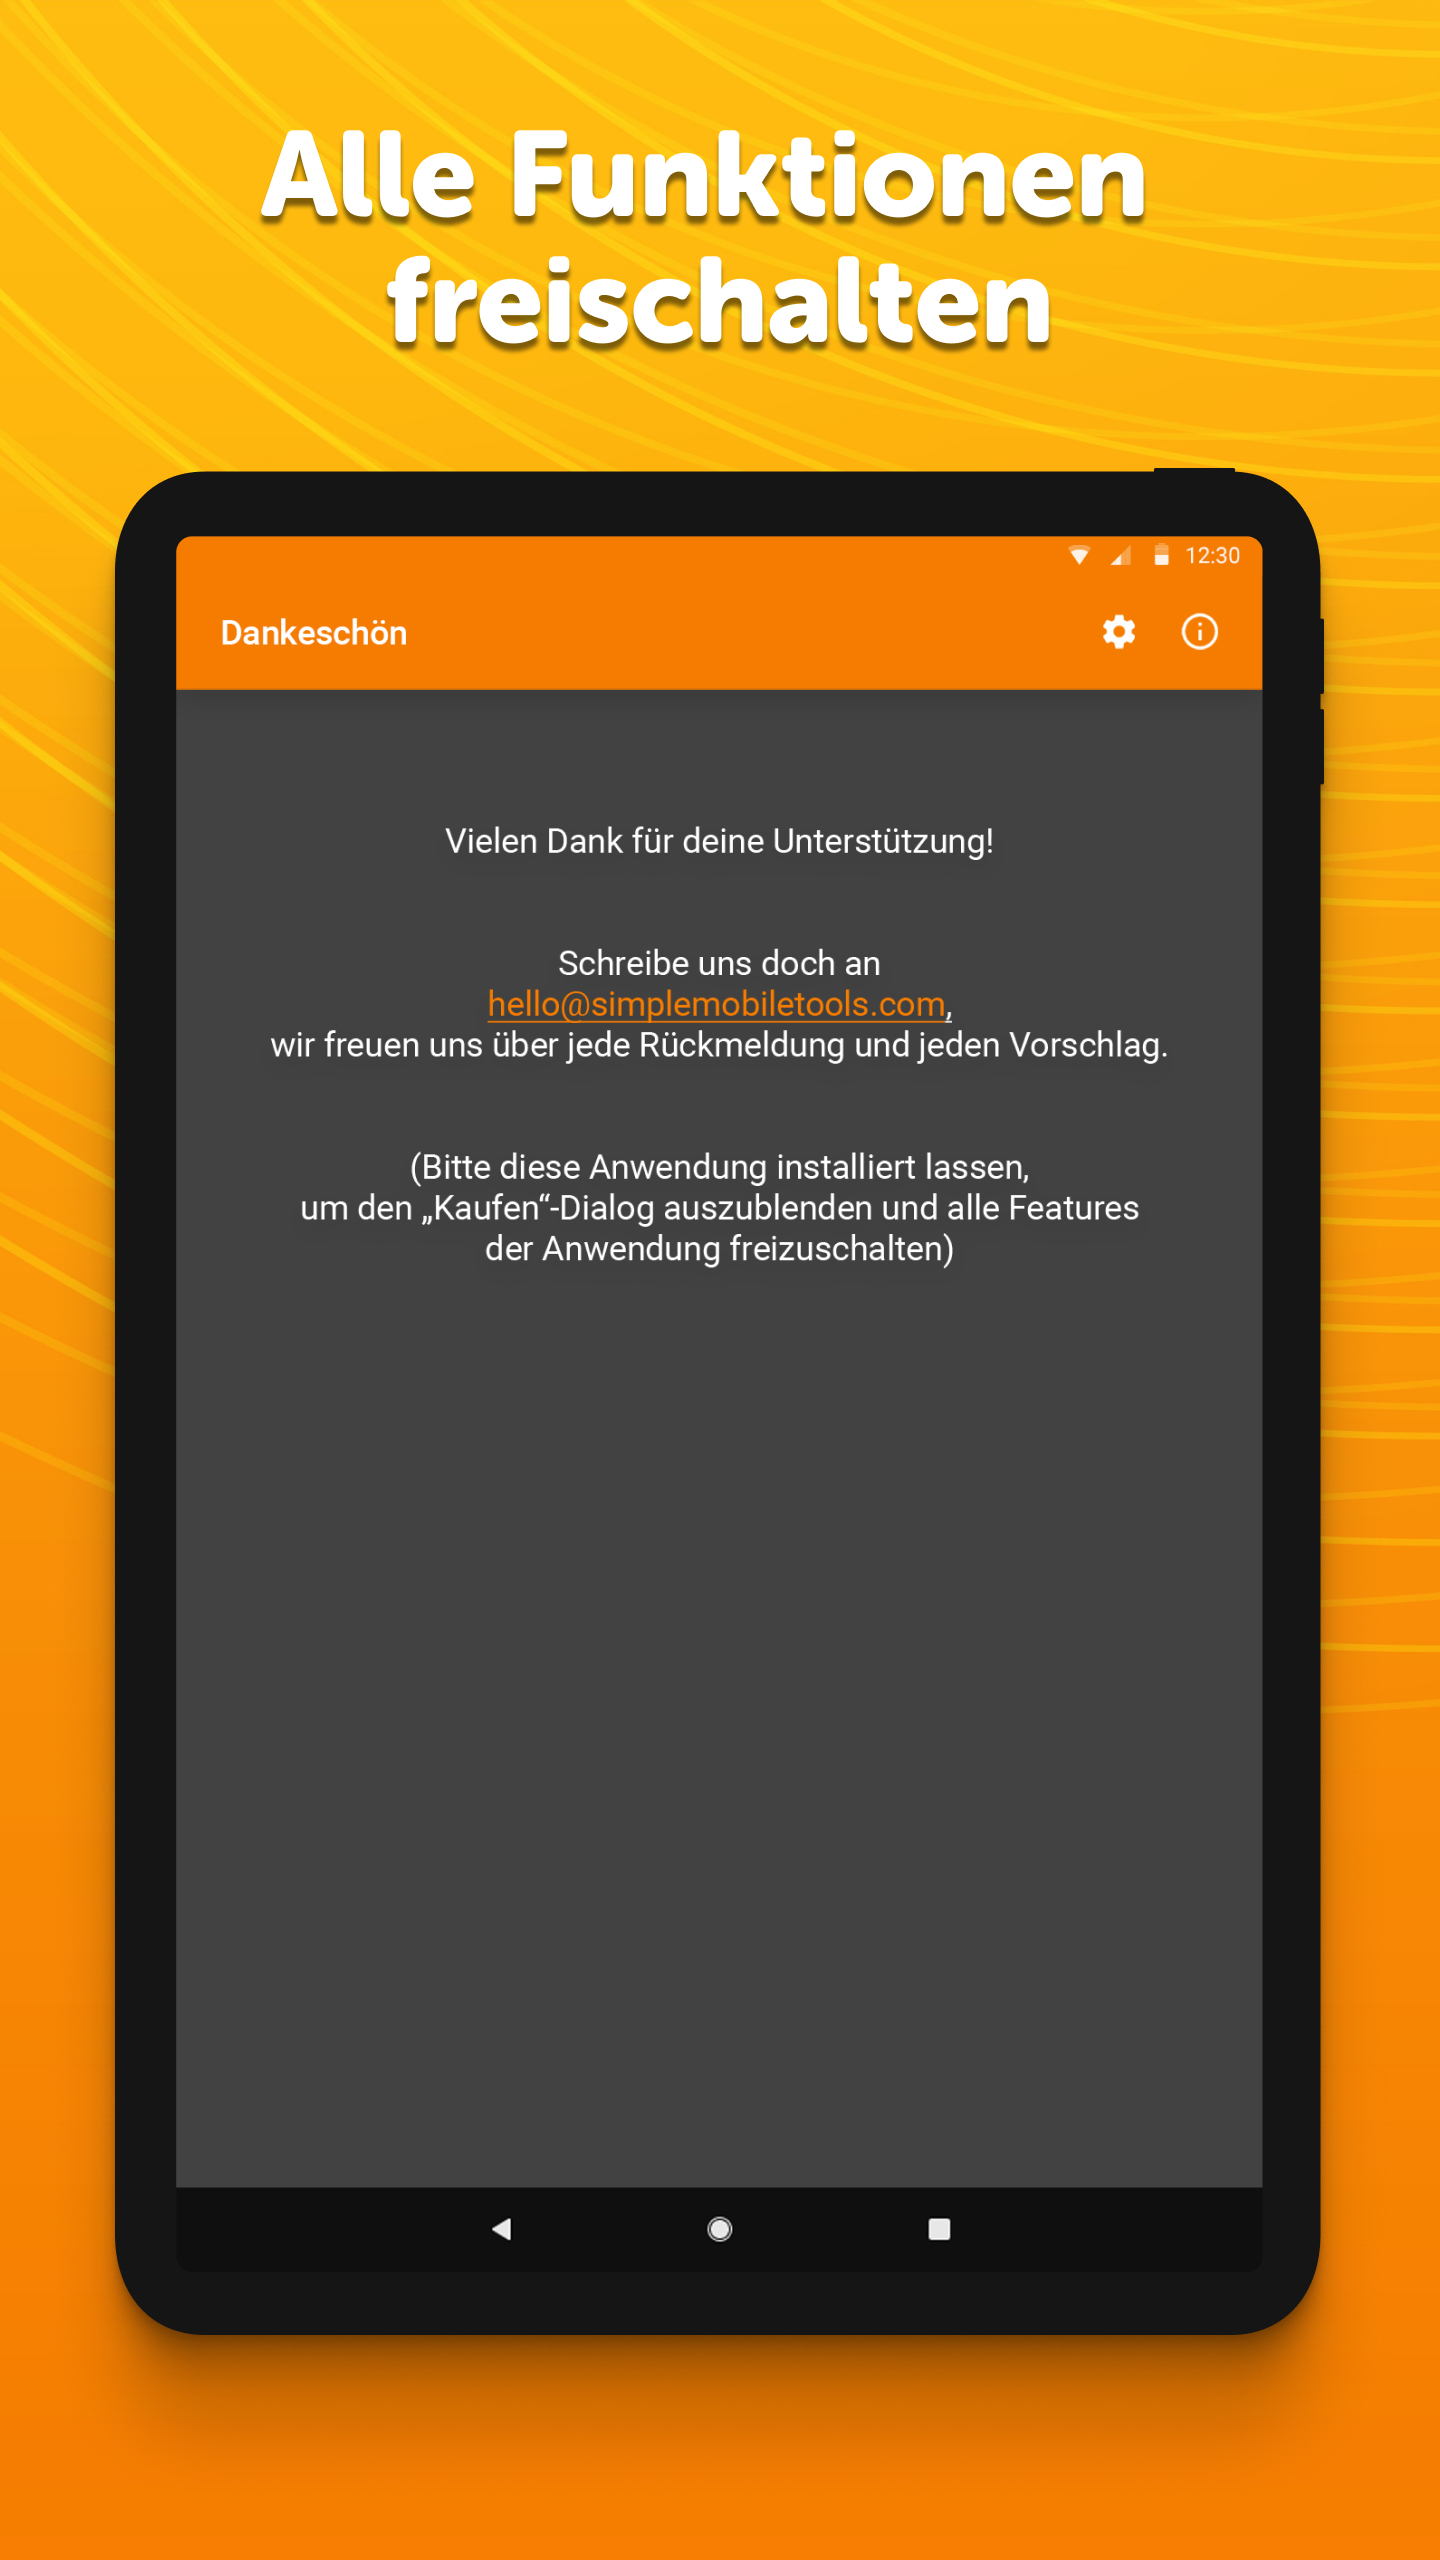 Alle Funktionen
freischalten
12:30
Dankeschön
Vielen Dank für deine Unterstützung!
Schreibe uns doch an
hello@simplemobiletools.com,
wir freuen uns über jede Rückmeldung und jeden Vorschlag.
(Bitte diese Anwendung installiert lassen,
um den „Kaufen“-Dialog auszublenden und alle Features
der Anwendung freizuschalten)